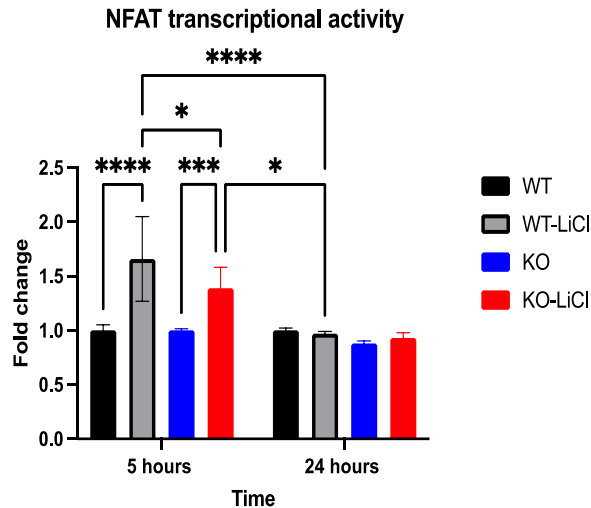 NFAT transcriptional activity
****
*
**** *** *
2.5
2.0
1.5
1.0
0.5
0.0
Fold change
5 hours 24 hours
Time
WT
WT-LiCl
KO
KO-LiCl